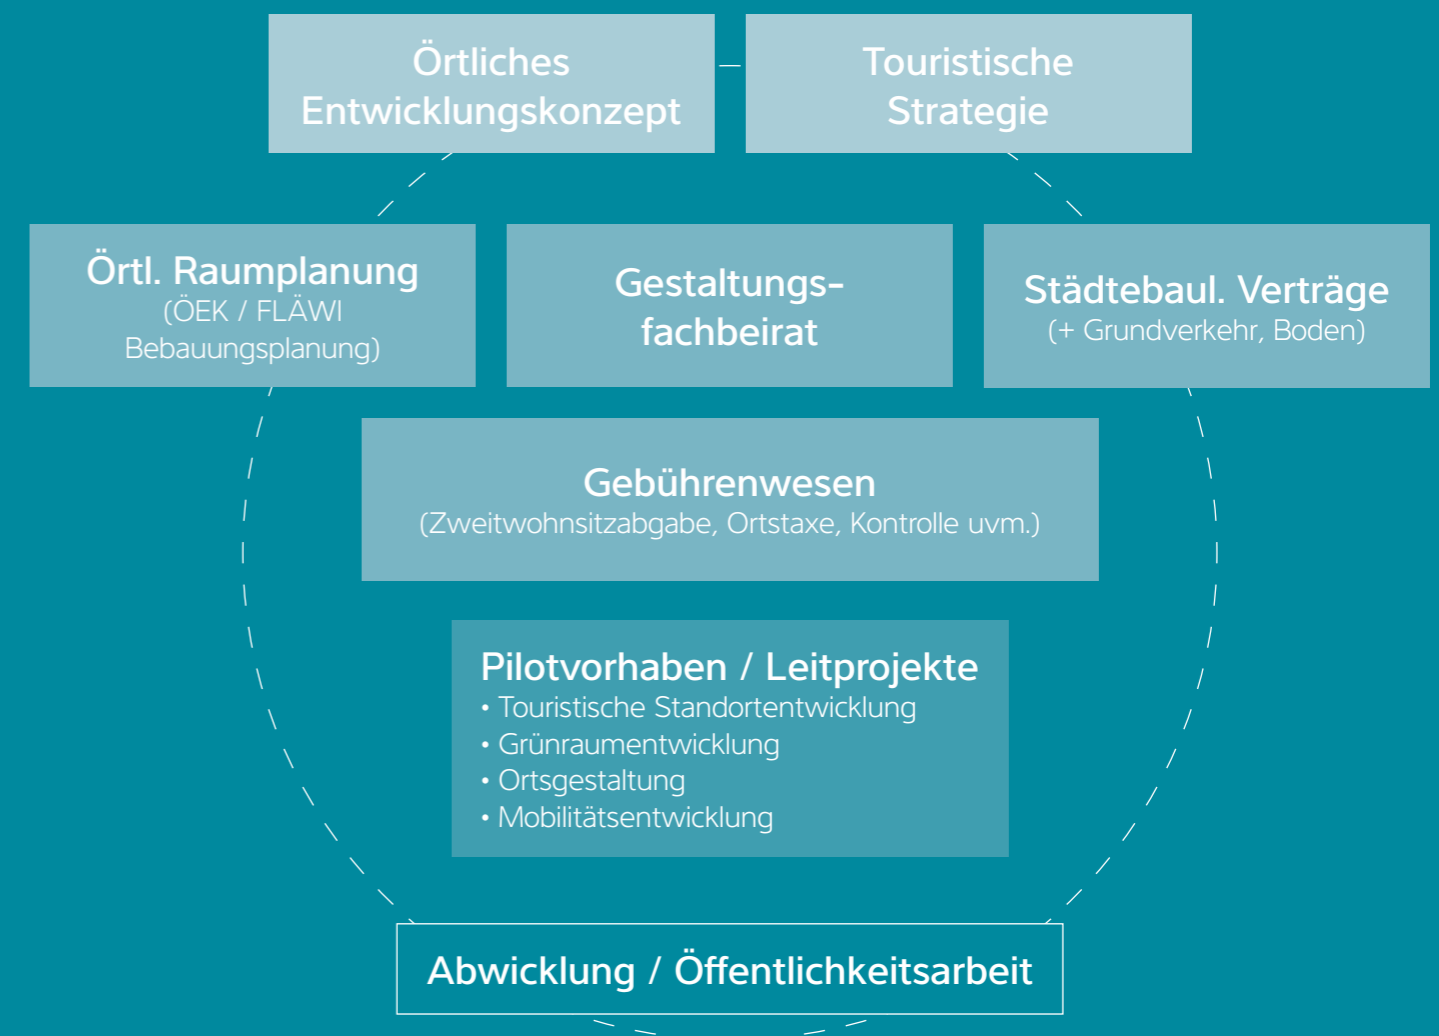 Örtliches
Entwicklungskonzept
Touristische
Strategie
Örtl. Raumplanung
(ÖEK / FLÄWI
Bebauungsplanung)
Gestaltungs-
fachbeirat
Städtebaul. Verträge
(+ Grundverkehr, Boden)
Gebührenwesen
(Zweitwohnsitzabgabe, Ortstaxe, Kontrolle uvm.)
Pilotvorhaben / Leitprojekte
• Touristische Standortentwicklung
• Grünraumentwicklung
• Ortsgestaltung
• Mobilitätsentwicklung
Abwicklung / Öffentlichkeitsarbeit